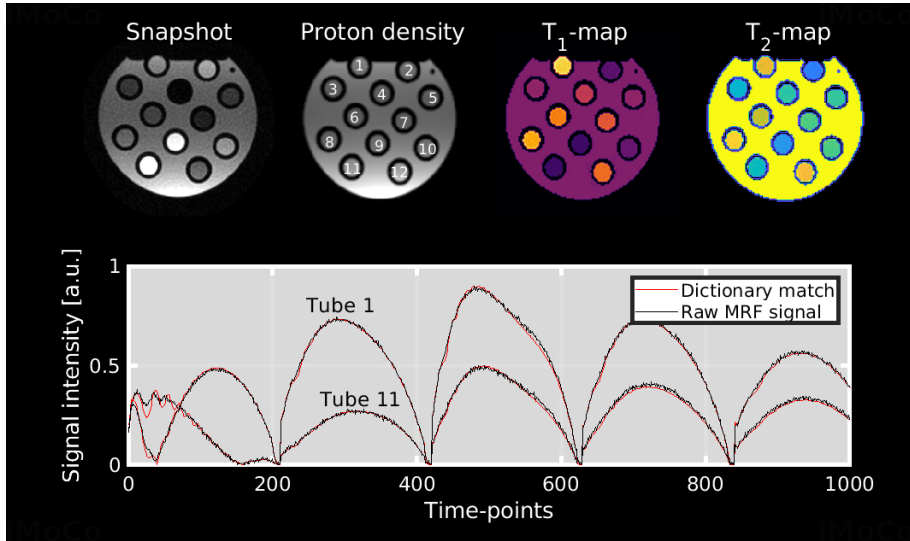 iMoCo iMoCo
Snapshot Proton density T1-map T2-map
1 2
3 4 5
6 7
8 9 10
11 12
Signal intensity [a.u.]
1
0.5
0
Tube 1
Tube 11
Dictionary match
Raw MRF signal
0 200 400 600 800 1000
Time-points
iMoCo iMoCo